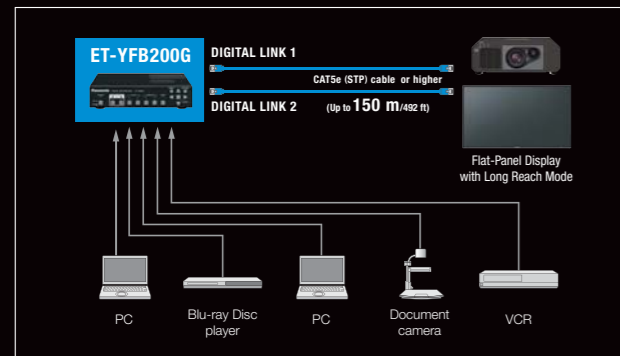 ET-YFB200G
DIGITAL LINK 1
CAT5e (STP) cable or higher
DIGITAL LINK 2
(Up to 150 m/492 ft)
Panasonic
Flat-Panel Display
with Long Reach Mode
PC
Blu-ray Disc
player
PC
Document
camera
VCR